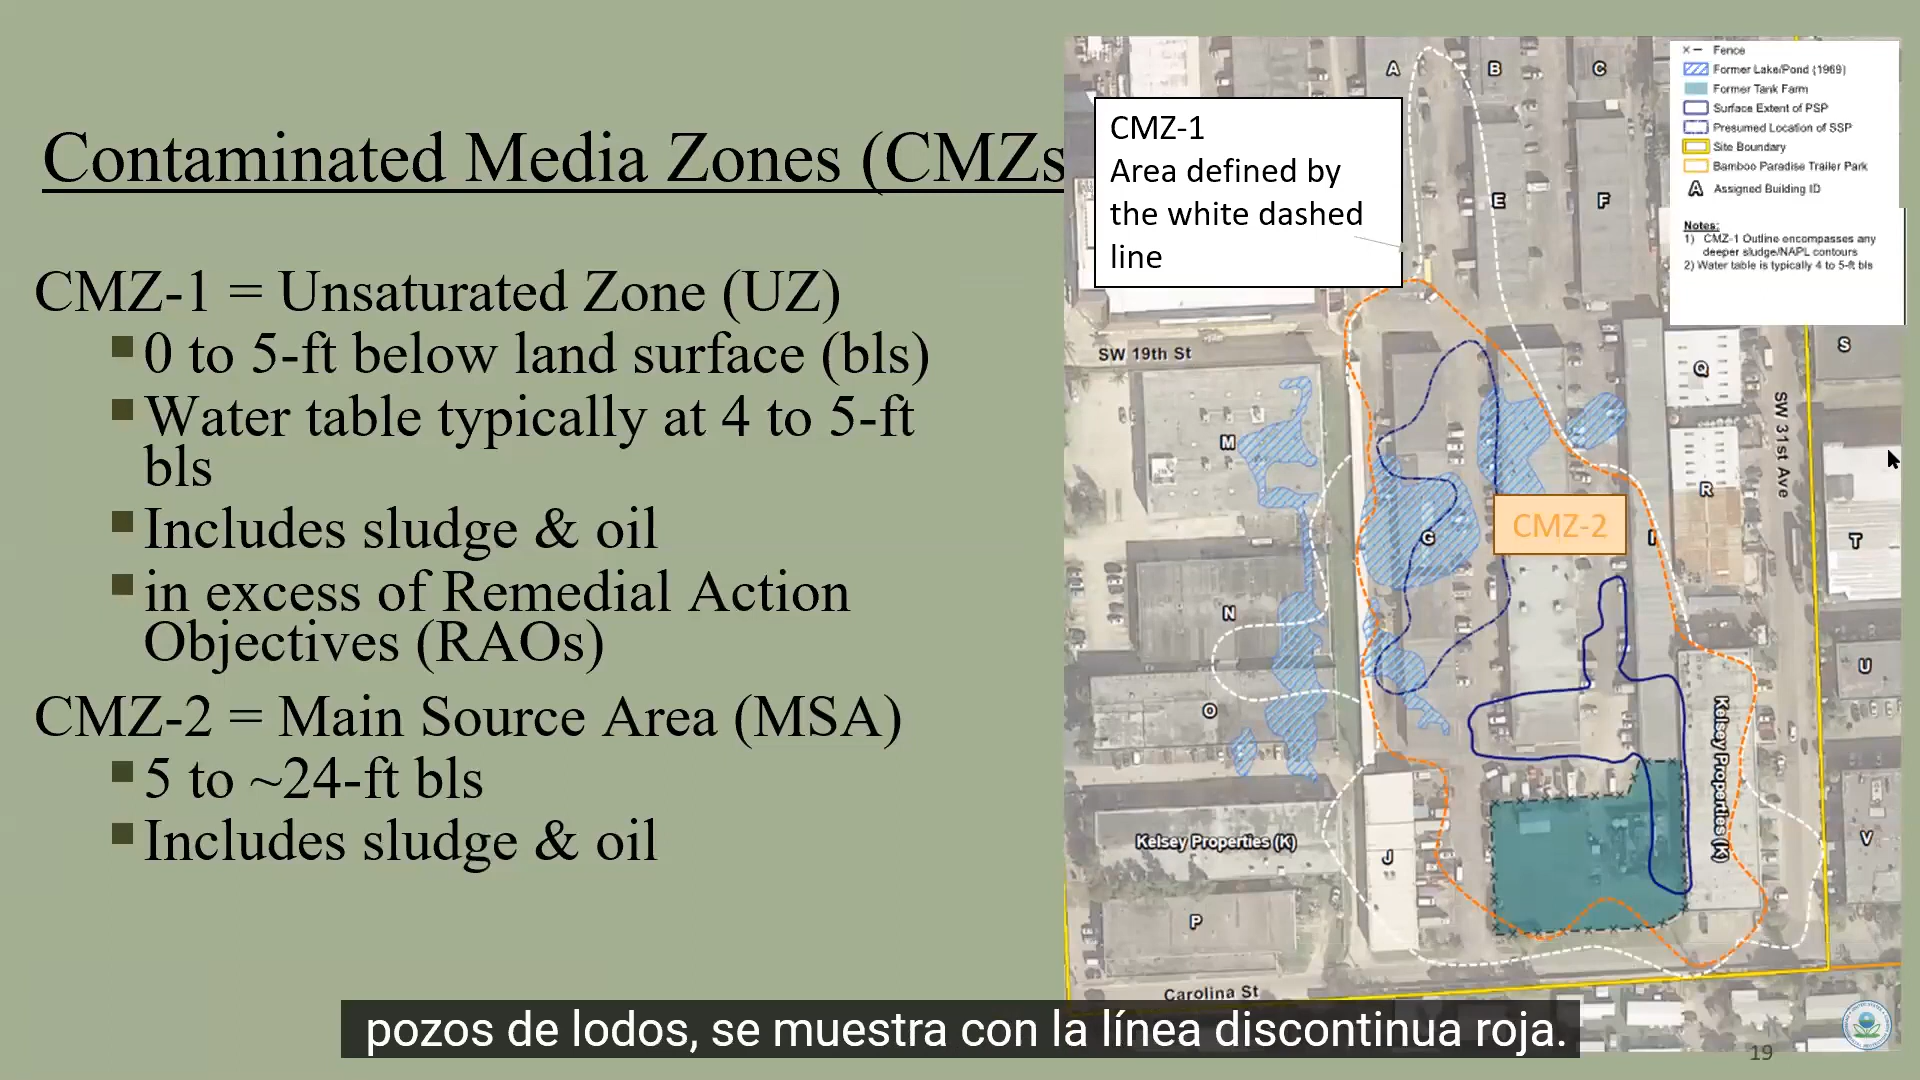 Contaminated Media Zones (CMZs
CMZ-1 = Unsaturated Zone (UZ)
0 to 5-ft below land surface (bls)
Water table typically at 4 to 5-ft
bls
Includes sludge & oil
in excess of Remedial Action
Objectives (RAOs)
CMZ-2 = Main Source Area (MSA)
5 to ~24-ft bls
Includes sludge & oil
CMZ-1
Area defined by
the white dashed
line
Fence
Former Lake/Pond (1969)
Former Tank Farm
Surface Extent of PSP
Presumed Location of SSP
Site Boundary
Bamboo Paradise Trailer Park
A Assigned Building ID
Notes:
1) CMZ-1 Outline encompasses any
deeper sludge/NAPL contours
2) Water table is typically 4 to 5-ft bls
A
B
C
E
F
SW 19th St
S
Q
M
SW 31st Ave
R
CMZ-2
G
I
T
N
U
O
Kelsey Properties (K)
Kelsey Properties (K)
J
V
P
Carolina St
pozos de lodos, se muestra con la línea discontinua roja.
19